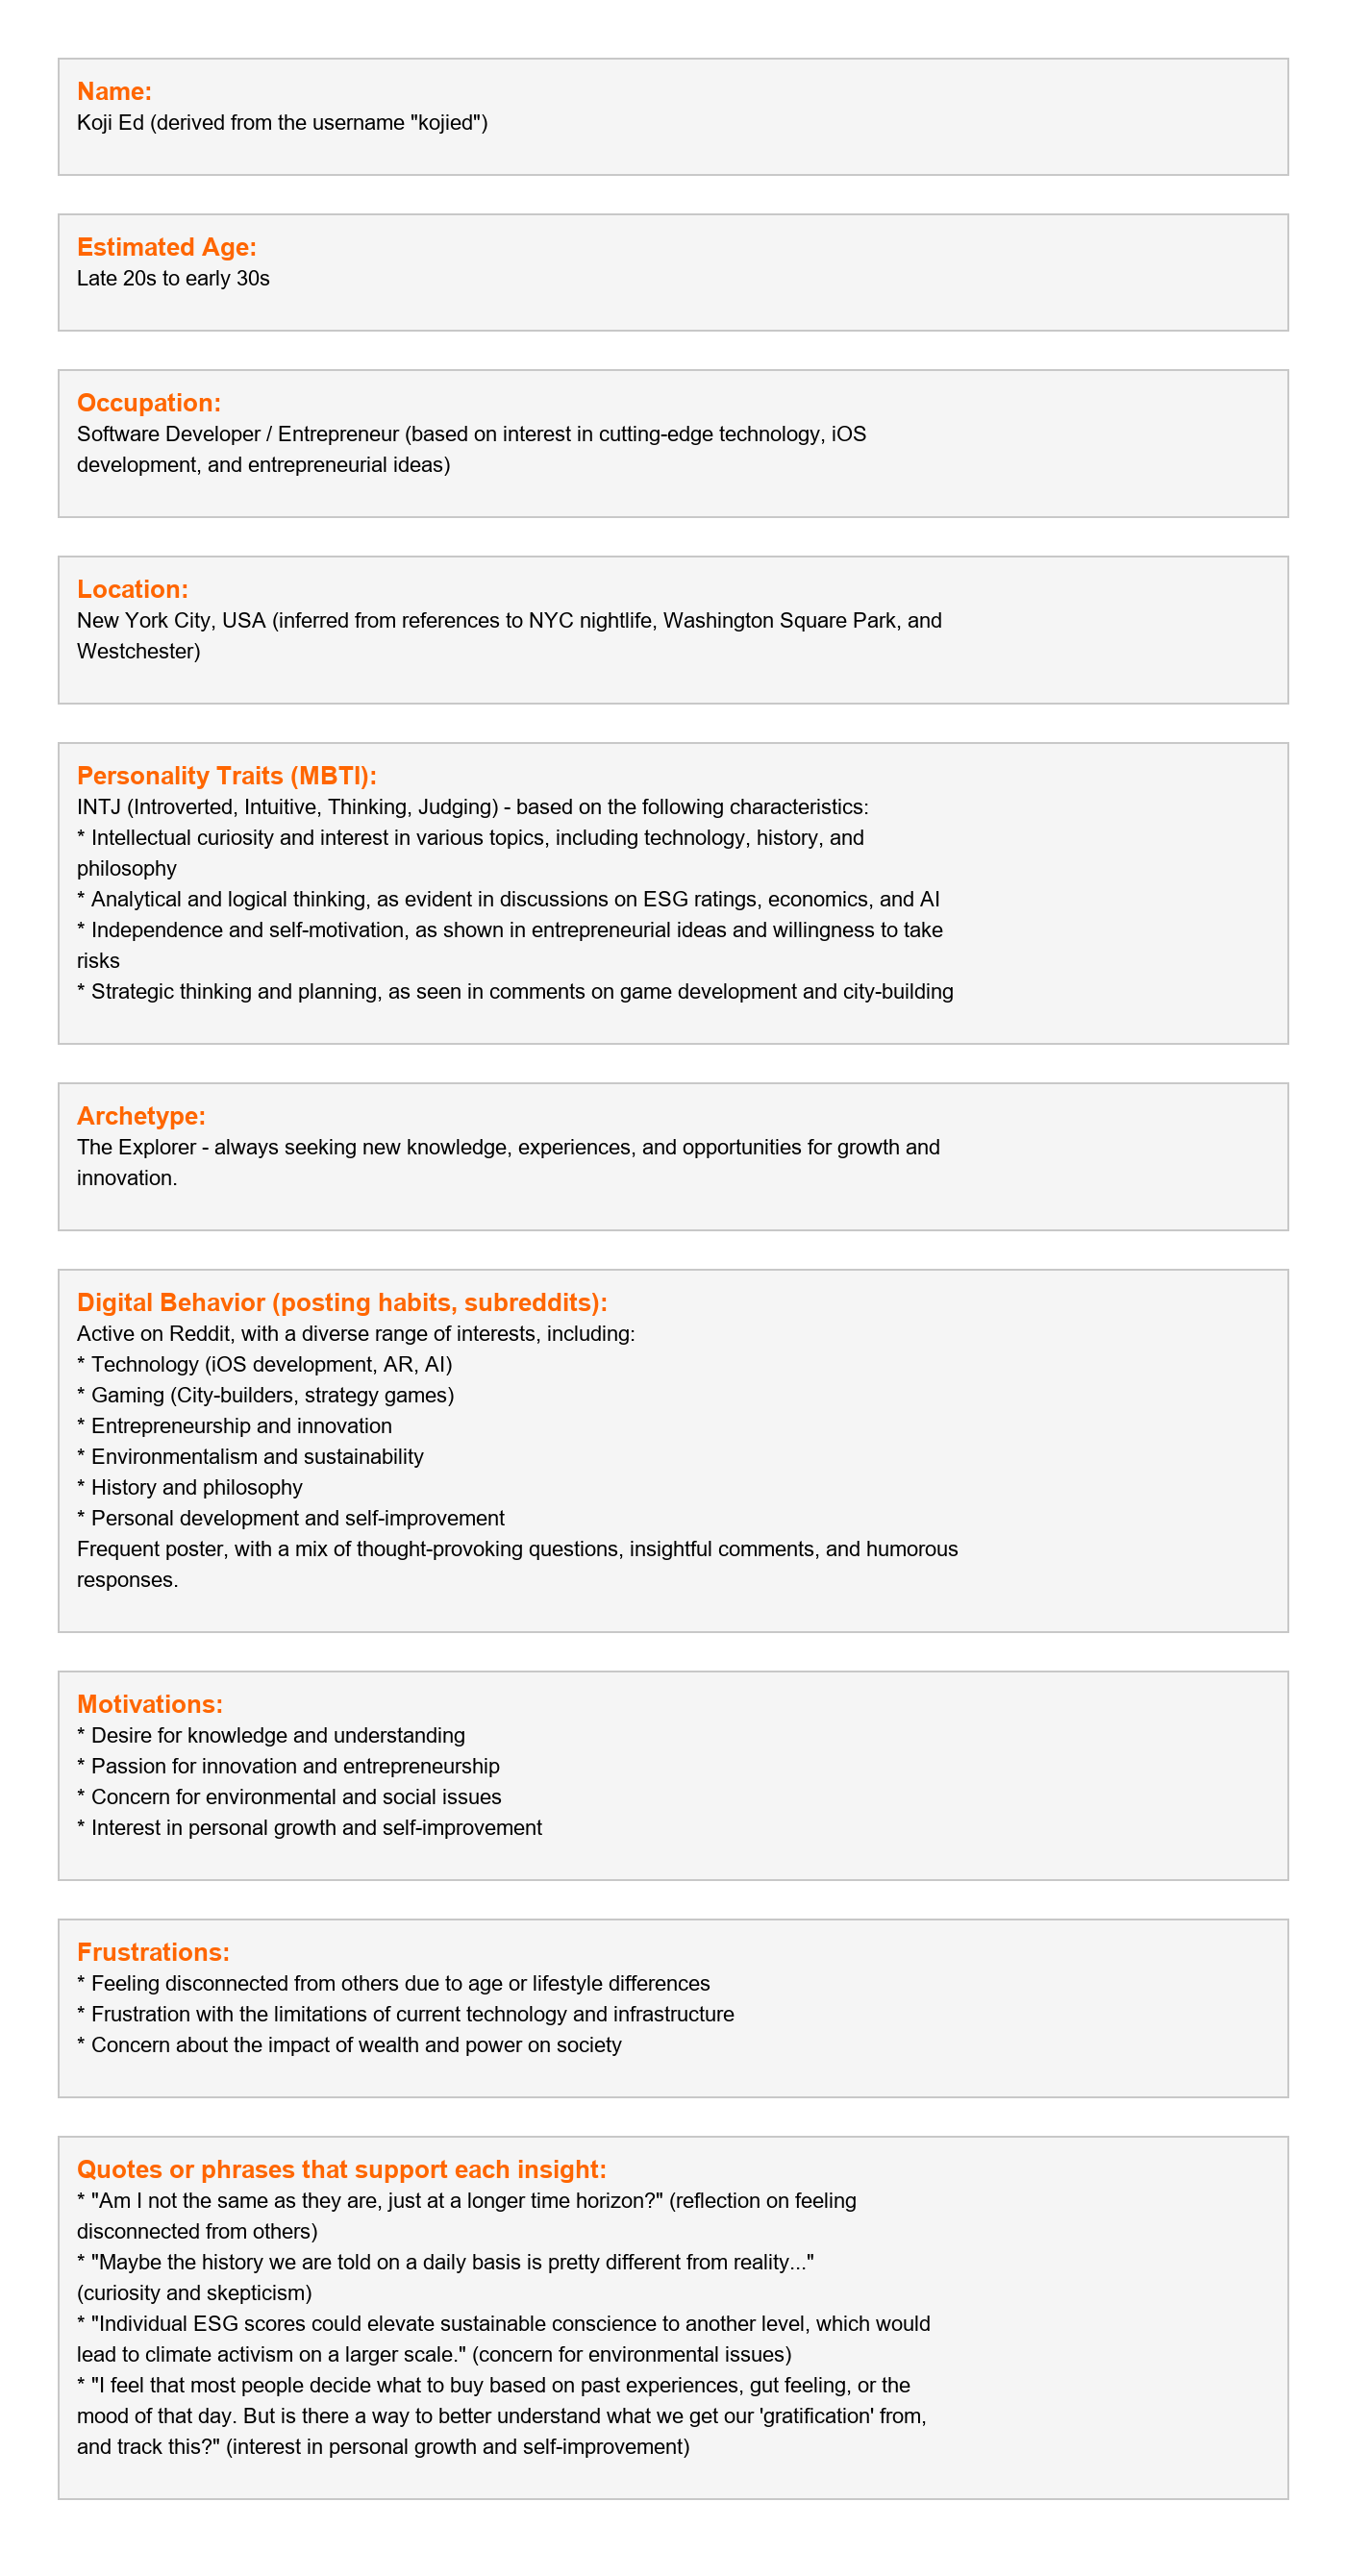 Name:
Koji Ed (derived from the username "kojied")
Estimated Age:
Late 20s to early 30s
Occupation:
Software Developer / Entrepreneur (based on interest in cutting-edge technology, iOS
development, and entrepreneurial ideas)
Location:
New York City, USA (inferred from references to NYC nightlife, Washington Square Park, and
Westchester)
Personality Traits (MBTI):
INTJ (Introverted, Intuitive, Thinking, Judging) - based on the following characteristics:
* Intellectual curiosity and interest in various topics, including technology, history, and
philosophy
* Analytical and logical thinking, as evident in discussions on ESG ratings, economics, and AI
* Independence and self-motivation, as shown in entrepreneurial ideas and willingness to take
risks
* Strategic thinking and planning, as seen in comments on game development and city-building
Archetype:
The Explorer - always seeking new knowledge, experiences, and opportunities for growth and
innovation.
Digital Behavior (posting habits, subreddits):
Active on Reddit, with a diverse range of interests, including:
* Technology (iOS development, AR, AI)
* Gaming (City-builders, strategy games)
* Entrepreneurship and innovation
* Environmentalism and sustainability
* History and philosophy
* Personal development and self-improvement
Frequent poster, with a mix of thought-provoking questions, insightful comments, and humorous
responses.
Motivations:
* Desire for knowledge and understanding
* Passion for innovation and entrepreneurship
* Concern for environmental and social issues
* Interest in personal growth and self-improvement
Frustrations:
* Feeling disconnected from others due to age or lifestyle differences
* Frustration with the limitations of current technology and infrastructure
* Concern about the impact of wealth and power on society
Quotes or phrases that support each insight:
* "Am I not the same as they are, just at a longer time horizon?" (reflection on feeling
disconnected from others)
* "Maybe the history we are told on a daily basis is pretty different from reality..."
(curiosity and skepticism)
* "Individual ESG scores could elevate sustainable conscience to another level, which would
lead to climate activism on a larger scale." (concern for environmental issues)
* "I feel that most people decide what to buy based on past experiences, gut feeling, or the
mood of that day. But is there a way to better understand what we get our 'gratification' from,
and track this?" (interest in personal growth and self-improvement)